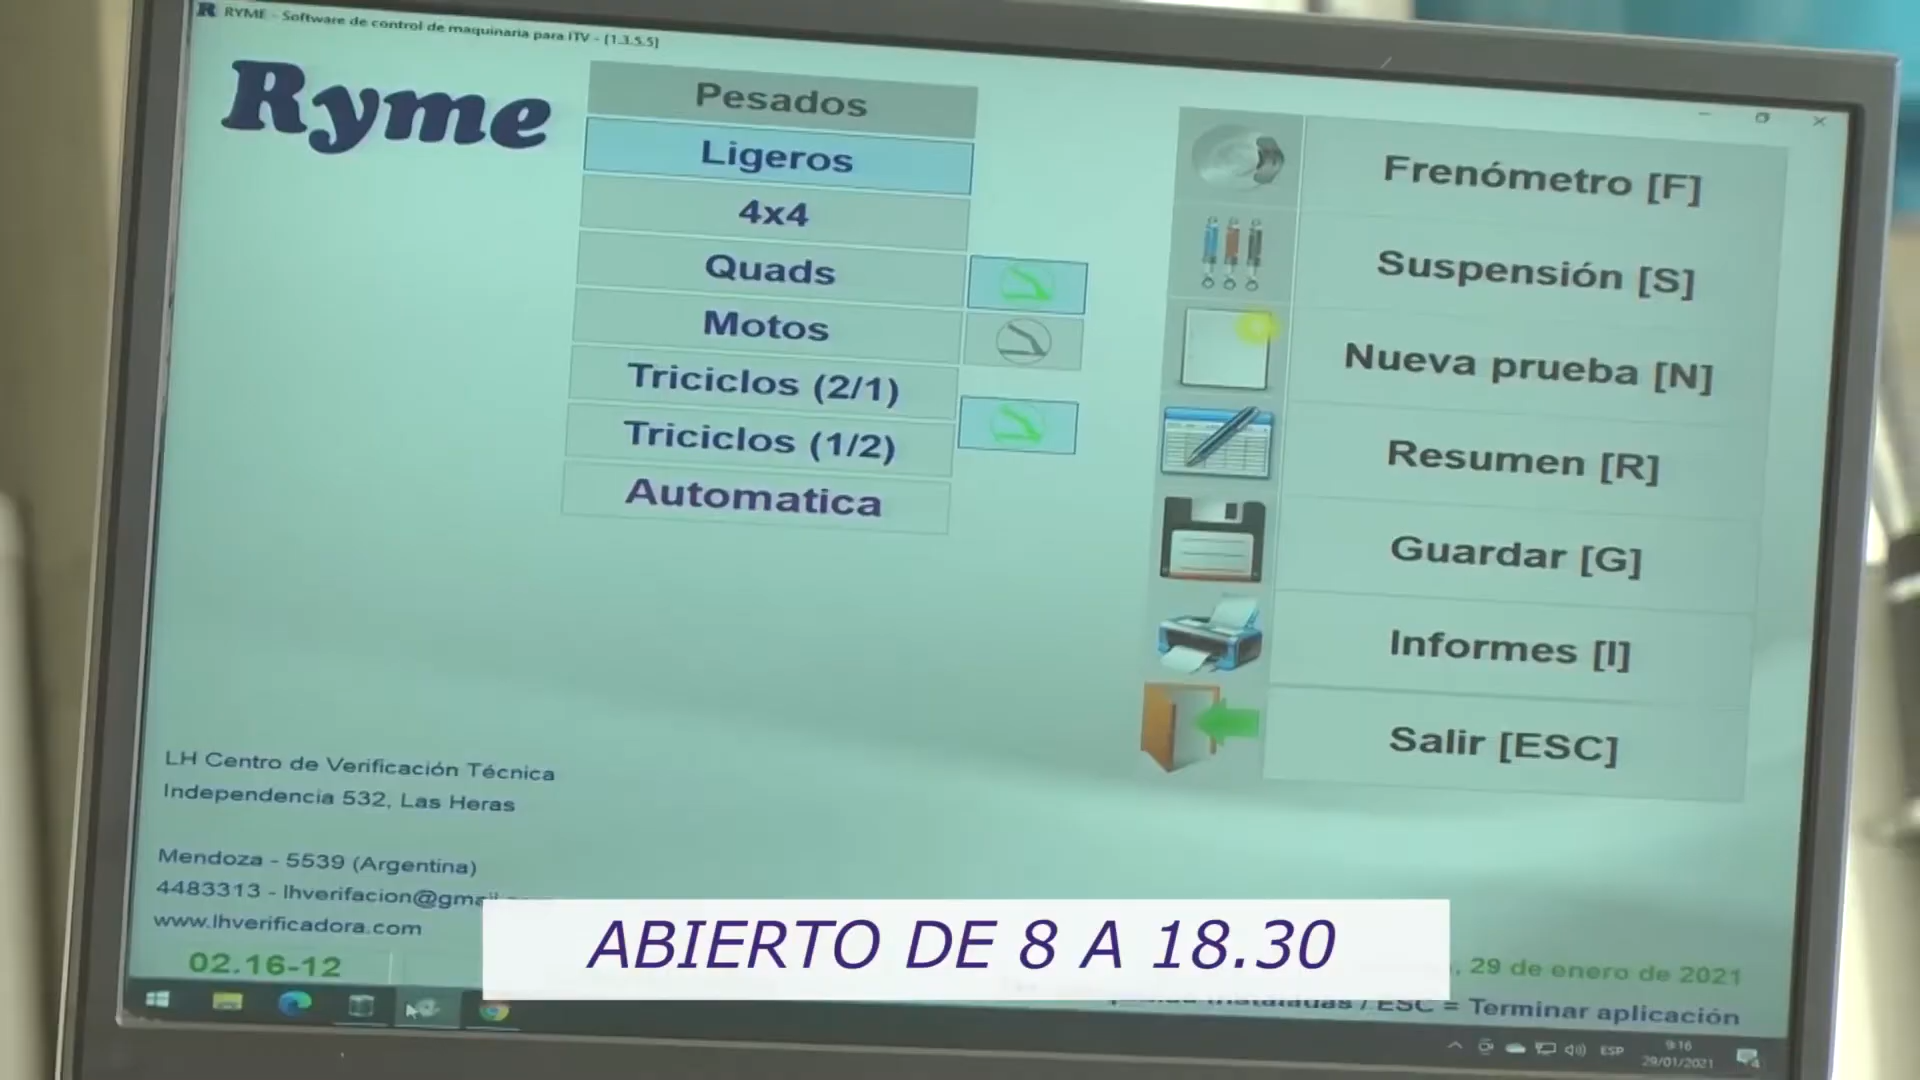 RYME - Software de control de maquinaria para ITV - [1.3.5.5]
Ryme
Pesados
Ligeros
4x4
Quads
Motos
Triciclos (2/1)
Triciclos (1/2)
Automatica
Frenómetro [F]
Suspensión [S]
Nueva prueba [N]
Resumen [R]
Guardar [G]
Informes [I]
Salir [ESC]
LH Centro de Verificación Técnica
Independencia 532, Las Heras
Mendoza - 5539 (Argentina)
4483313 - lhverifacion@gmail
www.lhverificadora.com
02.16-12
ABIERTO DE 8 A 18.30
, 29 de enero de 2021
/ ESC = Terminar aplicación
ESP
9:16
29/01/2021